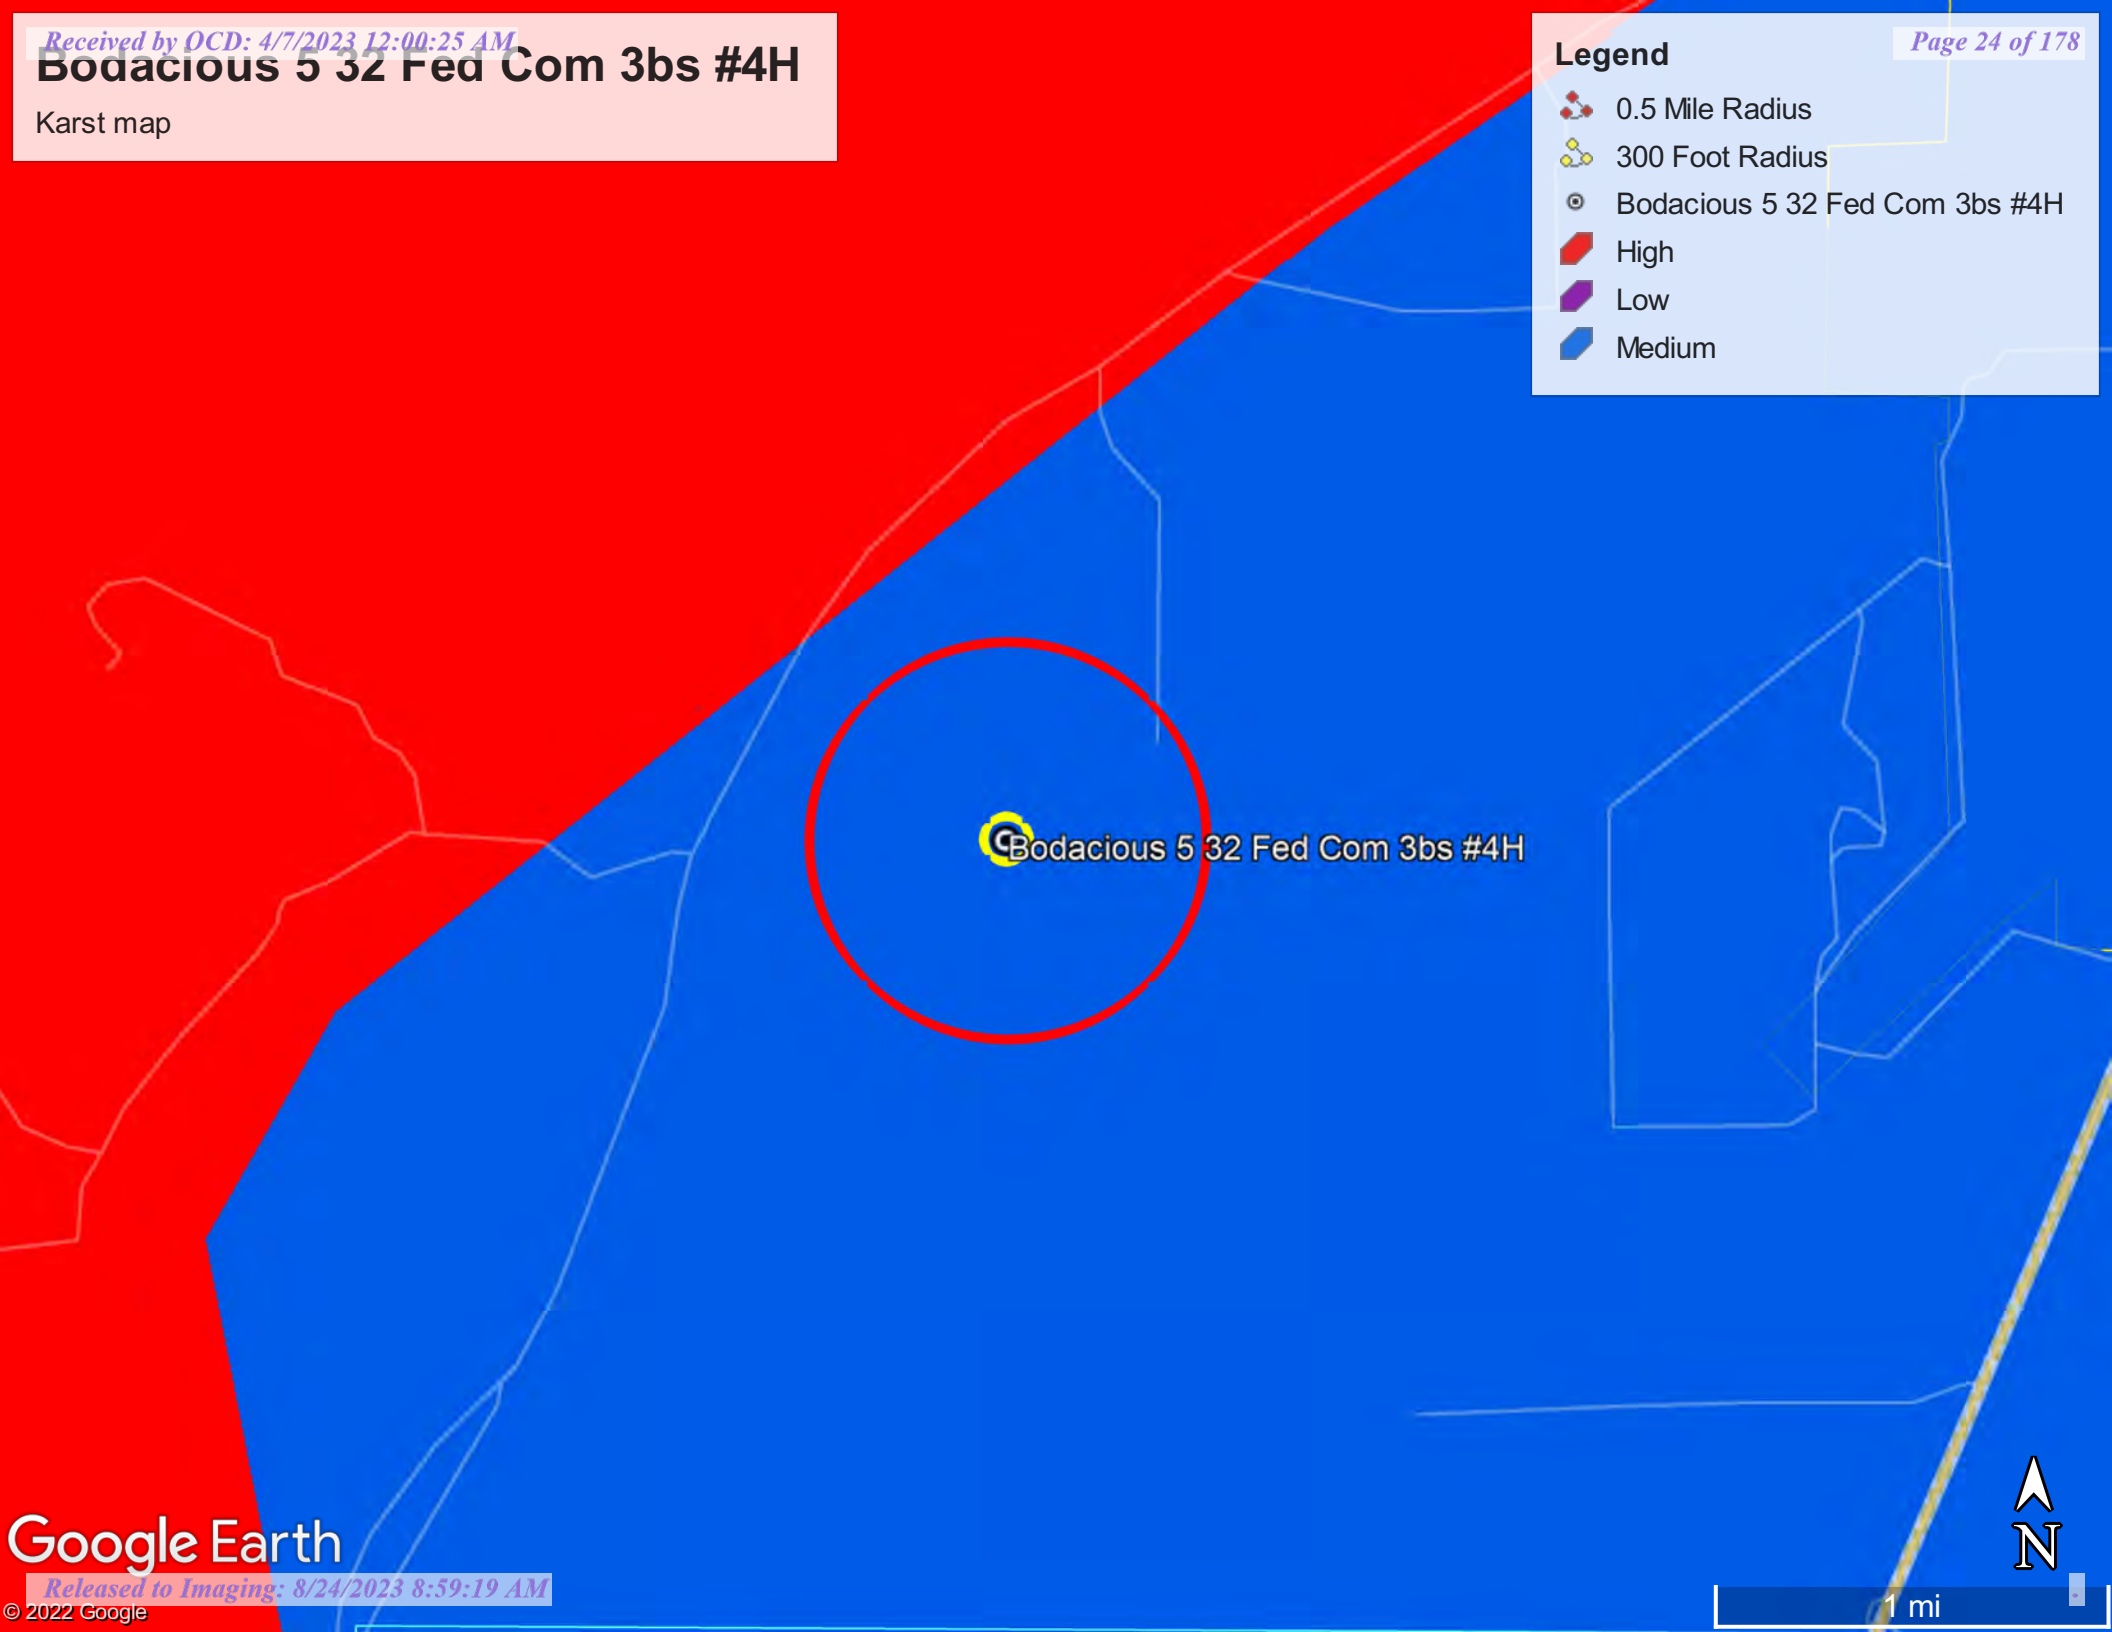 Received by OCD: 4/7/2023 12:00:25 AM
Page 24 of 178
Bodacious 5 32 Fed Com 3bs #4H
Karst map
Legend
0.5 Mile Radius
300 Foot Radius
Bodacious 5 32 Fed Com 3bs #4H
High
Low
Medium
Bodacious 5 32 Fed Com 3bs #4H
N
Google Earth
Released to Imaging: 8/24/2023 8:59:19 AM
© 2022 Google
1 mi